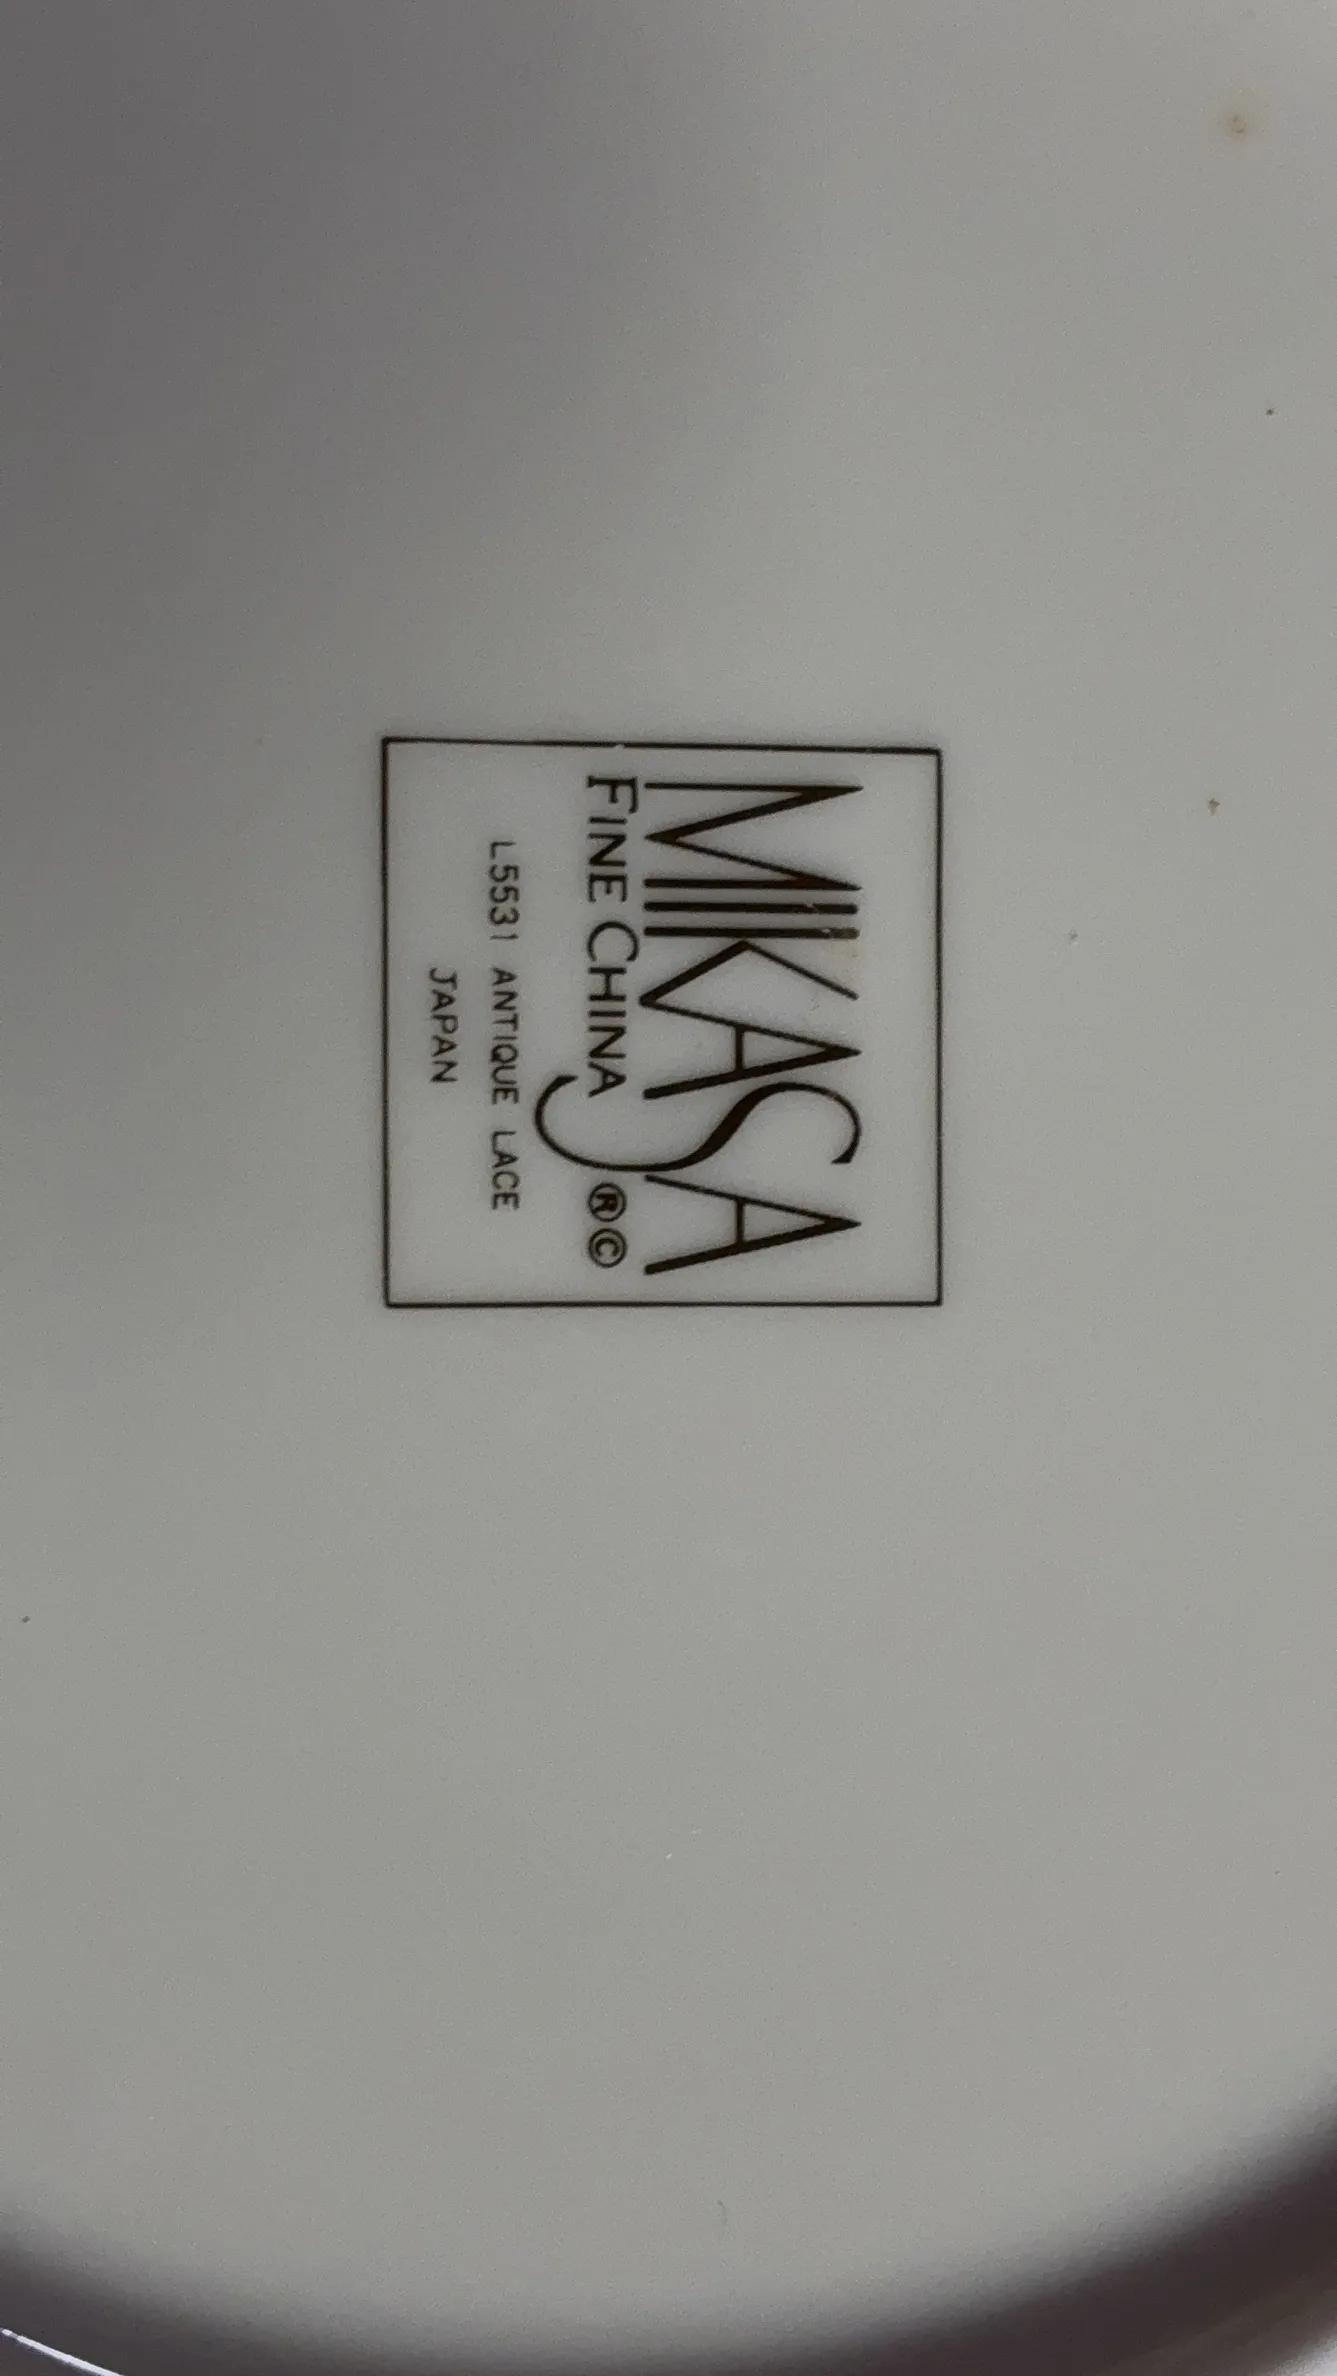 MIKASA
FINE CHINA ®©
L5531 ANTIQUE LACE
JAPAN